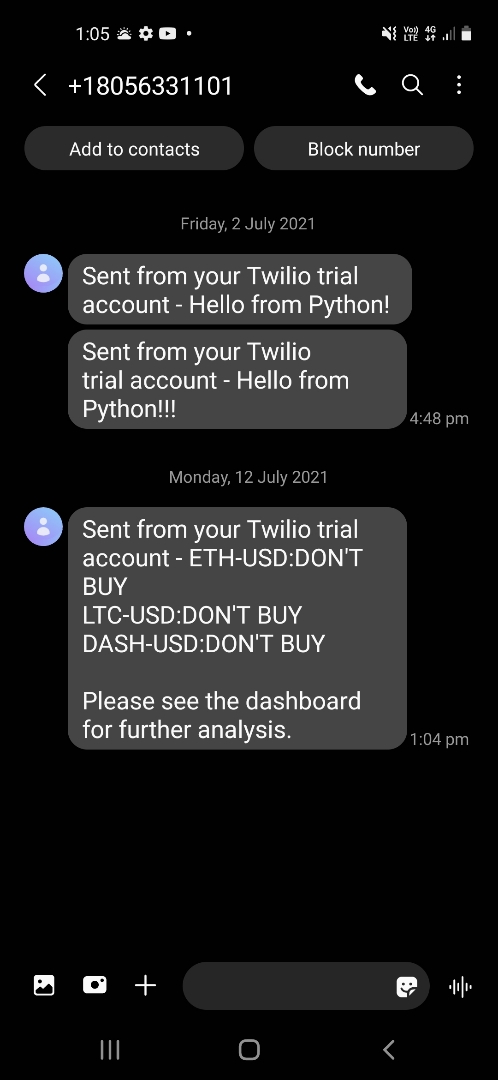 1:05
Vo)) 4G
LTE
+18056331101
Add to contacts
Block number
Friday, 2 July 2021
Sent from your Twilio trial
account - Hello from Python!
Sent from your Twilio
trial account - Hello from
Python!!!
4:48 pm
Monday, 12 July 2021
Sent from your Twilio trial
account - ETH-USD:DON'T
BUY
LTC-USD:DON'T BUY
DASH-USD:DON'T BUY
Please see the dashboard
for further analysis.
1:04 pm